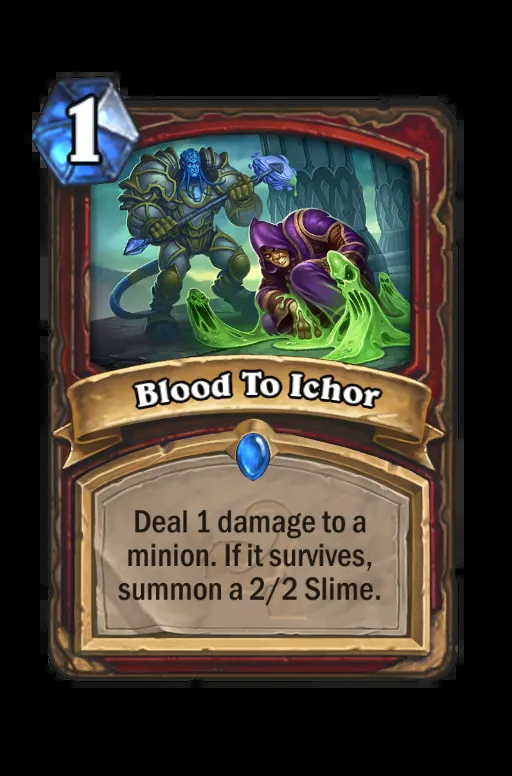 1
Blood To Ichor
Deal 1 damage to a
minion. If it survives,
summon a 2/2 Slime.